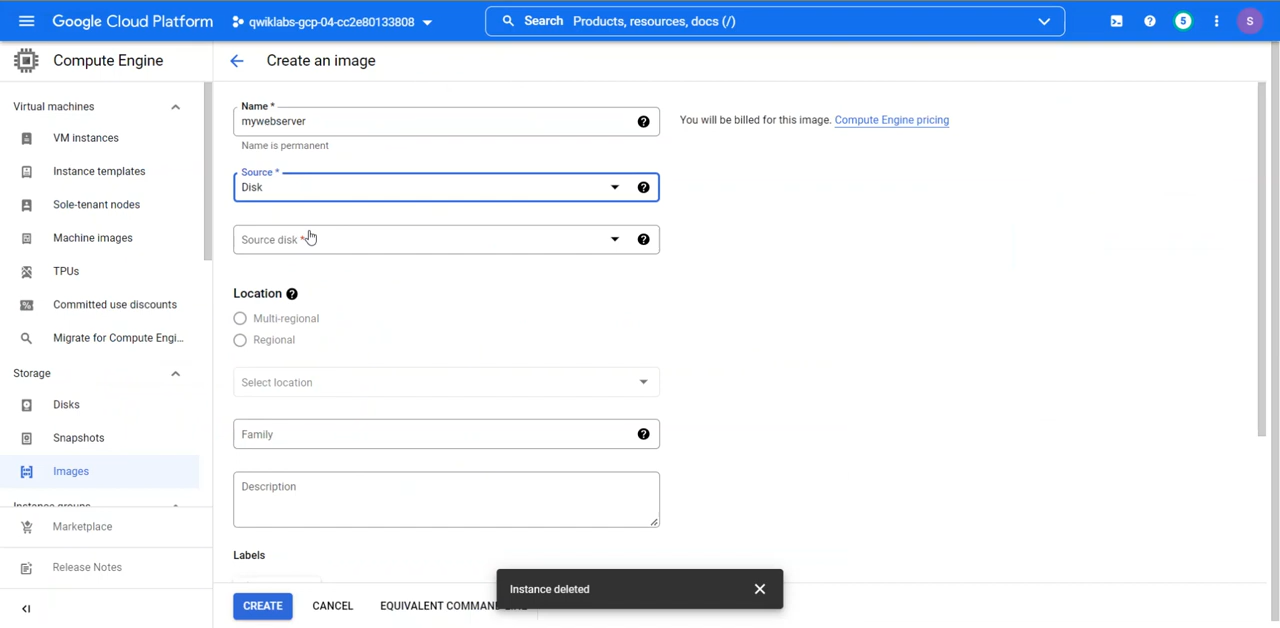 Google Cloud Platform
qwiklabs-gcp-04-cc2e80133808
Search Products, resources, docs (/)
5
S
Compute Engine
Create an image
Virtual machines
VM instances
Instance templates
Sole-tenant nodes
Machine images
TPUs
Committed use discounts
Migrate for Compute Engi...
Storage
Disks
Snapshots
Images
Marketplace
Release Notes
Name *
mywebserver
Name is permanent
You will be billed for this image. Compute Engine pricing
Source *
Disk
Source disk *
Location
Multi-regional
Regional
Select location
Family
Description
Labels
Instance deleted
CREATE
CANCEL
EQUIVALENT COMMAND